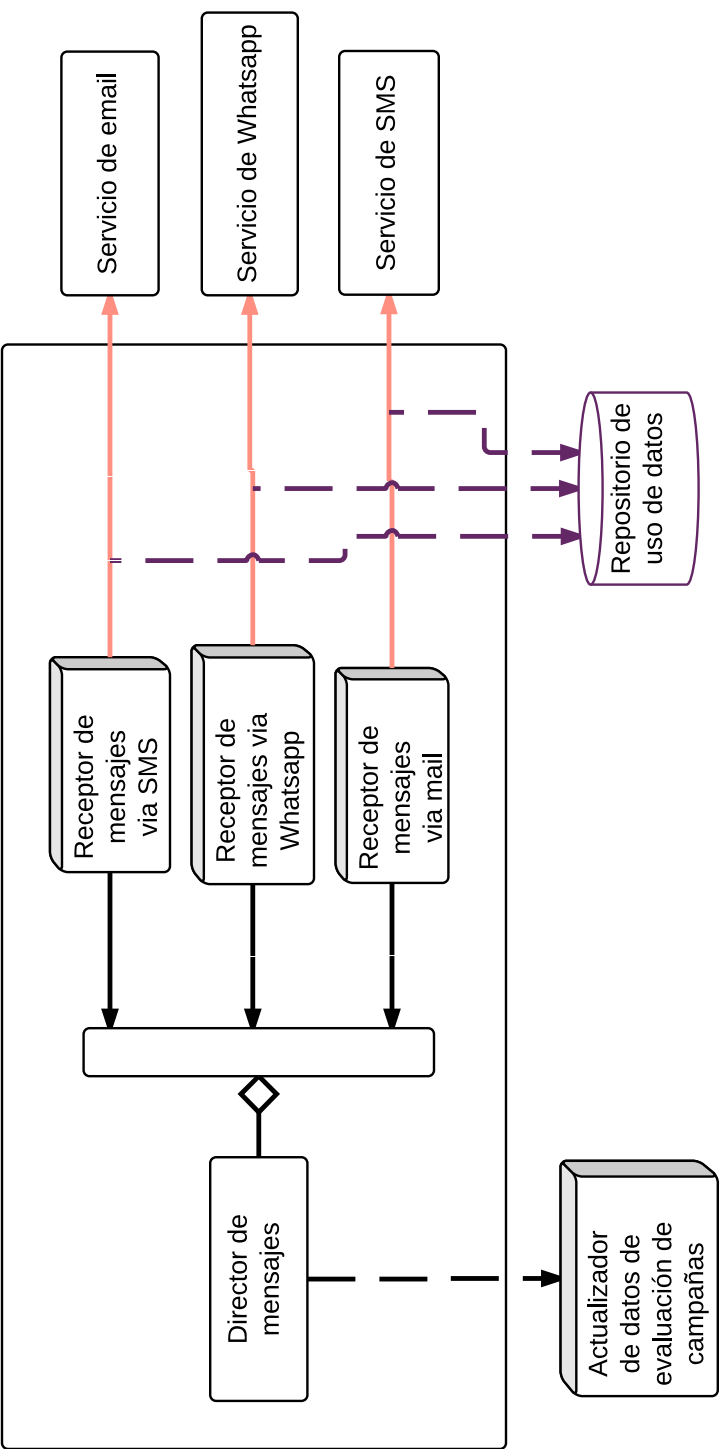 Servicio de email
Servicio de Whatsapp
Servicio de SMS
Repositorio de
uso de datos
Receptor de
mensajes
via SMS
Receptor de
mensajes via
Whatsapp
Receptor de
mensajes
via mail
Director de
mensajes
Actualizador
de datos de
evaluación de
campañas